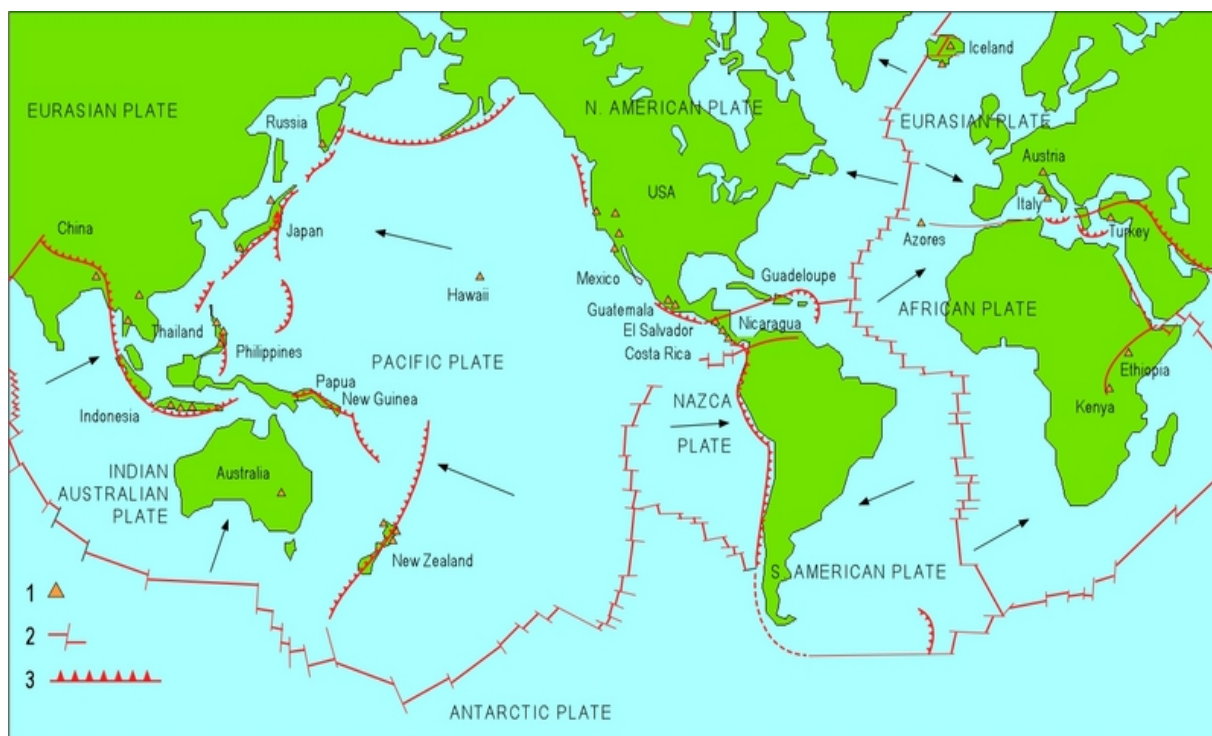 Iceland
EURASIAN PLATE
N. AMERICAN PLATE
EURASIAN PLATE
Russia
Austria
USA
Italy
China
Japan
Azores
Turkey
Hawaii
Mexico
Guadeloupe
Guatemala
AFRICAN PLATE
El Salvador
Nicaragua
Thailand
Philippines
Costa Rica
PACIFIC PLATE
Ethiopia
Papua
New Guinea
Kenya
Indonesia
NAZCA
PLATE
Australia
INDIAN
AUSTRALIAN
PLATE
New Zealand
S. AMERICAN PLATE
1
2
3
ANTARCTIC PLATE